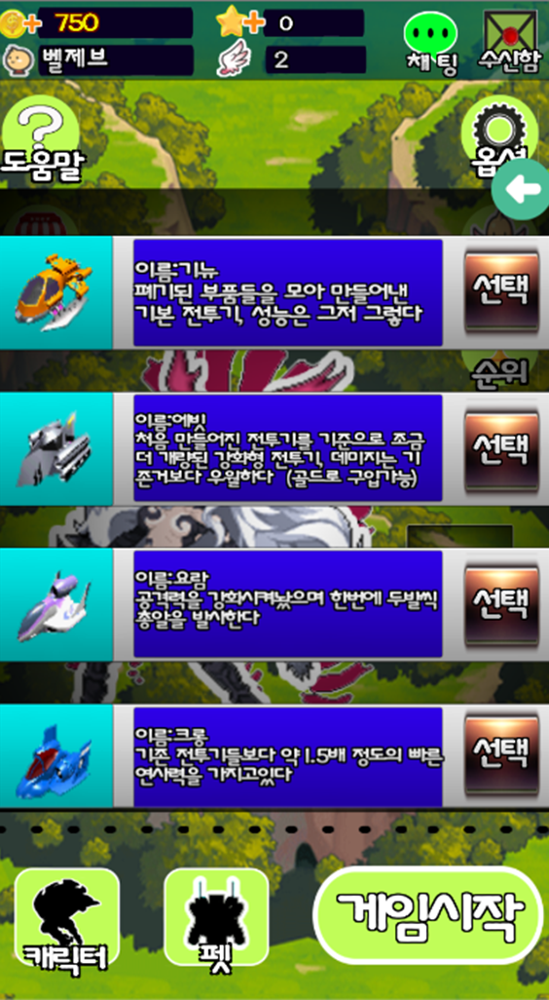 750
0
벨제브
2
채팅
수신함
도움말
옵션
이름:기뉴
폐기된 부품들을 모아 만들어낸
기본 전투기, 성능은 그저 그렇다
선택
순위
이름:에빗
처음 만들어진 전투기를 기준으로 조금
더 개량된 강화형 전투기, 데미지는 기
존거보다 우월하다 (골드로 구입가능)
선택
이름:요람
공격력을 강화시켜놨으며 한번에 두발씩
총알을 발사한다
선택
이름:크롱
기존 전투기들보다 약 1.5배 정도의 빠른
연사력을 가지고있다
선택
캐릭터
펫
게임시작